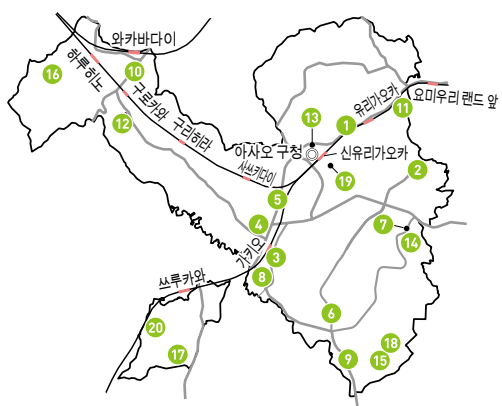 와카바다이
하루히노
16
10
구로카와
구리히라
12
사쓰키다이
유리가오카
요미우리 랜드 앞
11
13
1
아사오 구청
신유리가오카
19
2
5
4
7
14
가키오
3
8
쓰루카와
6
20
17
9
18
15